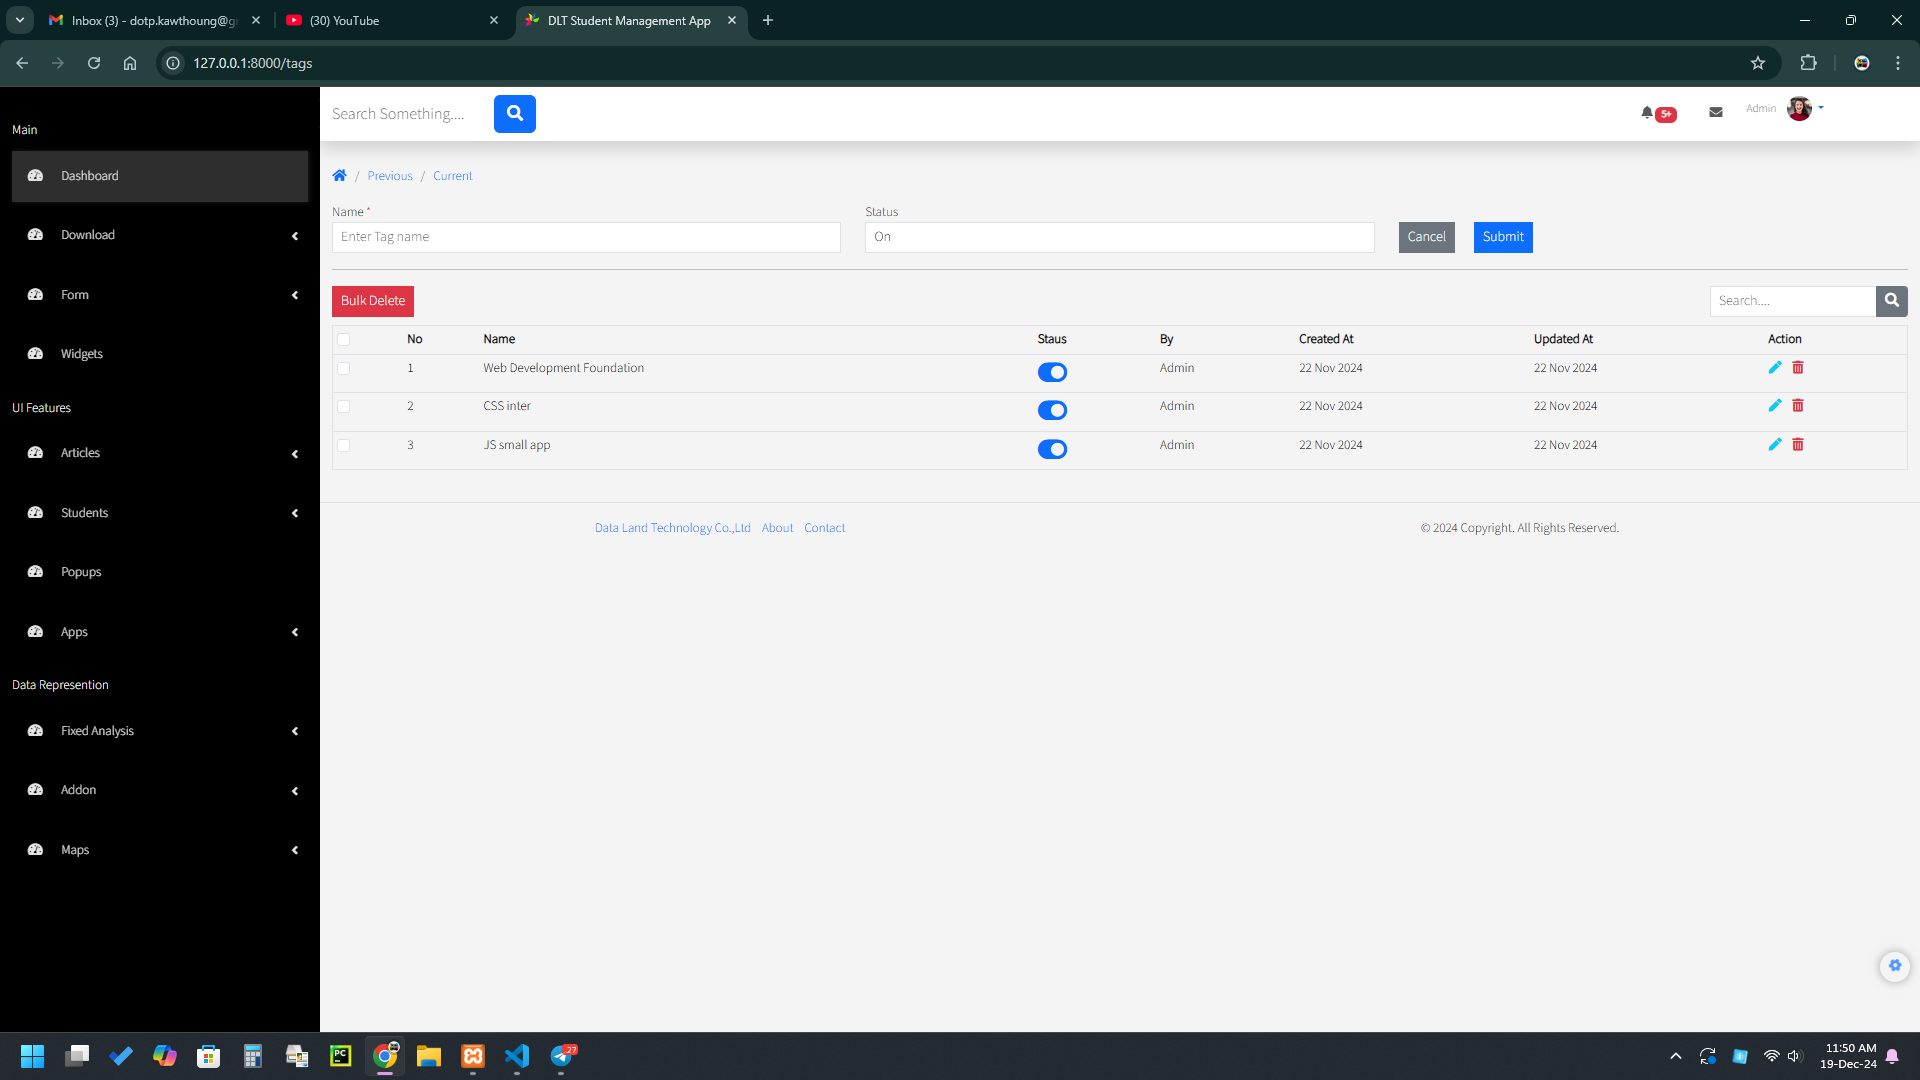 Inbox (3) - dotp.kawthoung@g
(30) YouTube
DLT Student Management App
127.0.0.1:8000/tags
Search Something....
5+
Admin
Main
Dashboard
Download
Form
Widgets
UI Features
Articles
Students
Popups
Apps
Data Represention
Fixed Analysis
Addon
Maps
/ Previous / Current
Name * Status
Enter Tag name On Cancel Submit
Bulk Delete Search....
No Name Staus By Created At Updated At Action
1 Web Development Foundation Admin 22 Nov 2024 22 Nov 2024
2 CSS inter Admin 22 Nov 2024 22 Nov 2024
3 JS small app Admin 22 Nov 2024 22 Nov 2024
Data Land Technology Co.,Ltd About Contact © 2024 Copyright. All Rights Reserved.
PC
27
11:50 AM
19-Dec-24